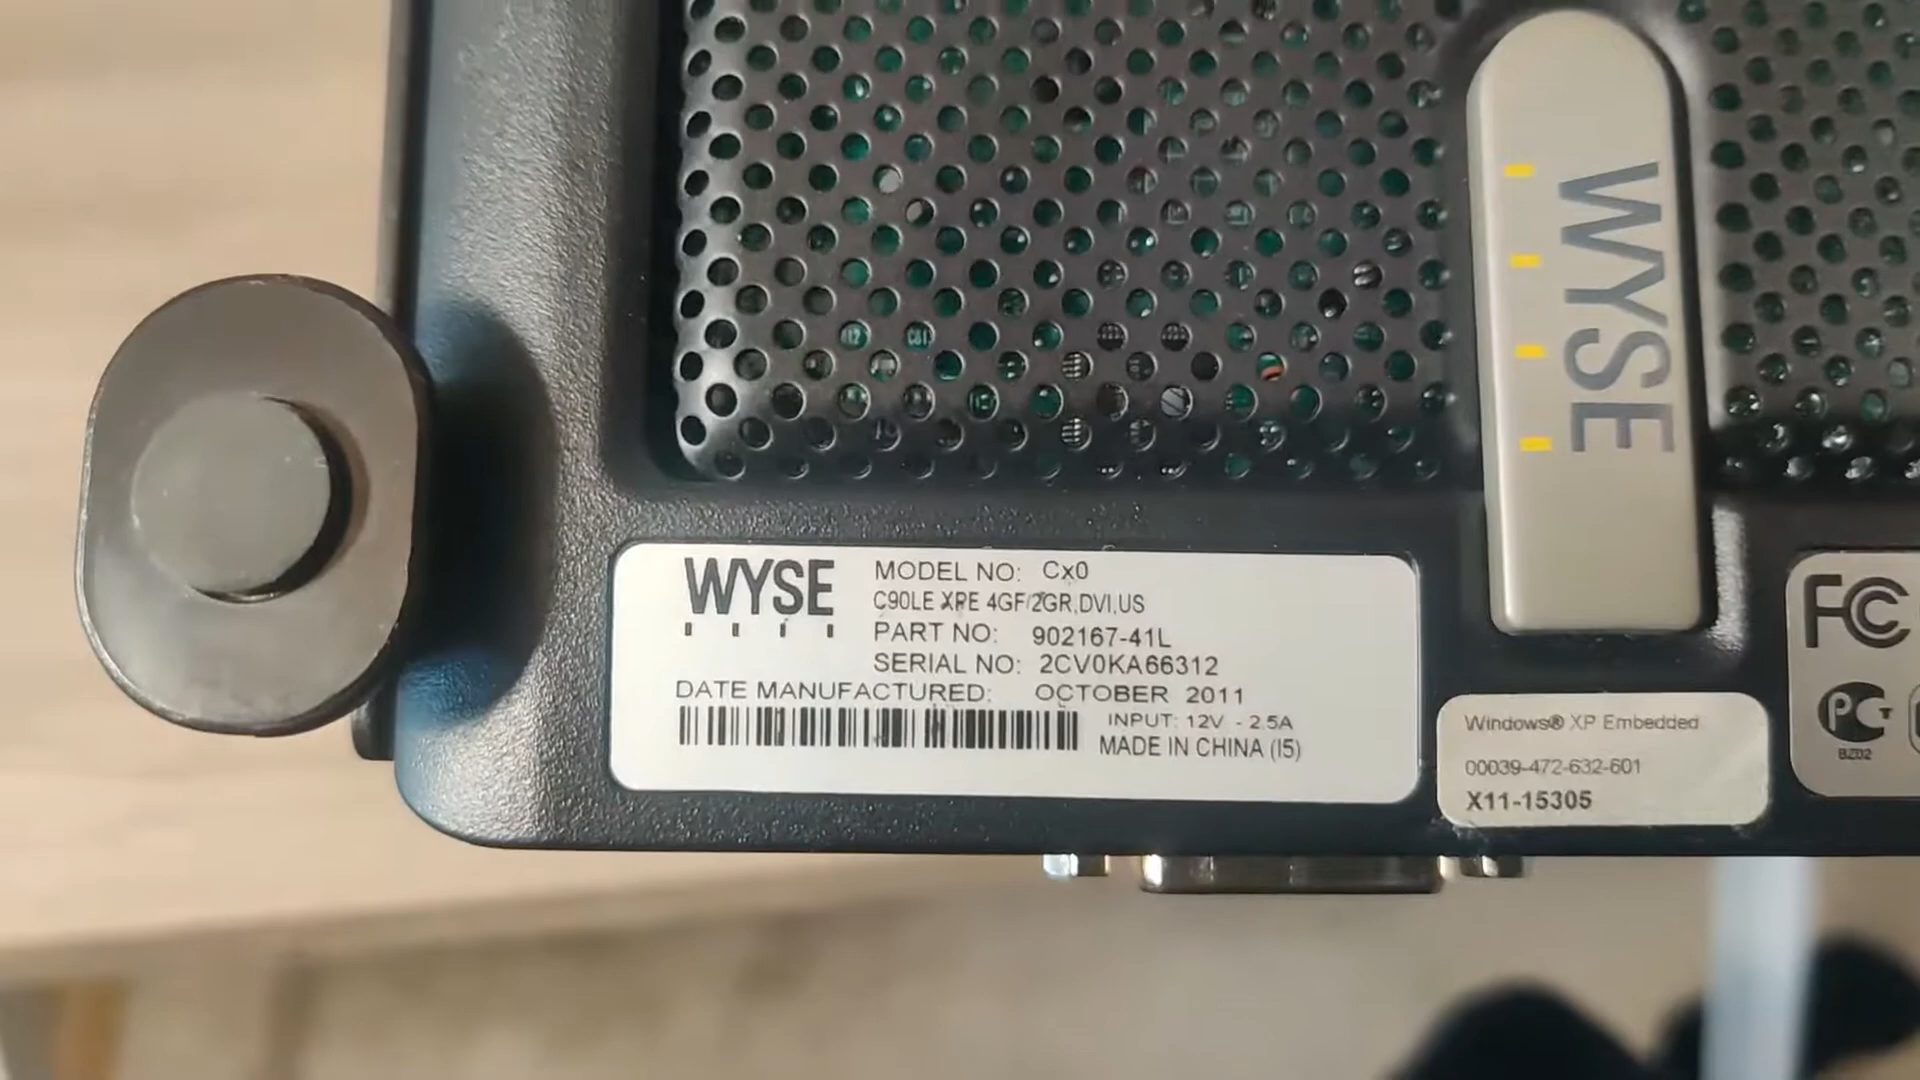 WYSE
WYSE
MODEL NO: Cx0
C90LE XPE 4GF/2GR,DVI,US
PART NO: 902167-41L
SERIAL NO: 2CV0KA66312
DATE MANUFACTURED: OCTOBER 2011
INPUT: 12V - 2.5A
MADE IN CHINA (I5)
Windows® XP Embedded
00039-472-632-601
X11-15305
FC
PG
BZ02